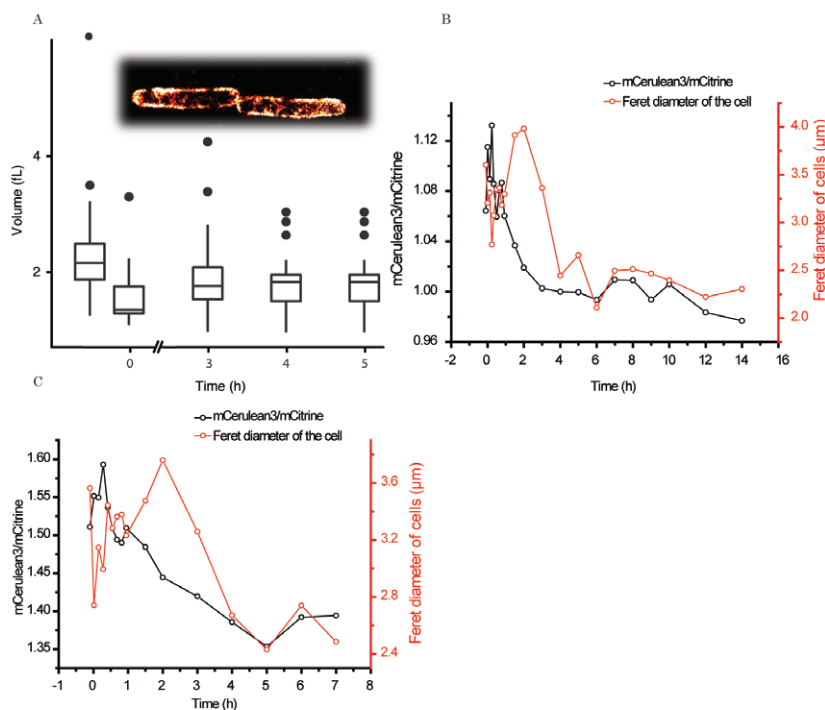 A
Volume (fL)
4
2
0
3
4
5
Time (h)
B
mCerulean3/mCitrine
Feret diameter of the cell
mCerulean3/mCitrine
1.12
1.08
1.04
1.00
0.96
4.0
3.5
3.0
2.5
2.0
Feret diameter of cells (µm)
-2 0 2 4 6 8 10 12 14 16
Time (h)
C
mCerulean3/mCitrine
Feret diameter of the cell
mCerulean3/mCitrine
1.60
1.55
1.50
1.45
1.40
1.35
3.6
3.2
2.8
2.4
Feret diameter of cells (µm)
-1 0 1 2 3 4 5 6 7 8
Time (h)